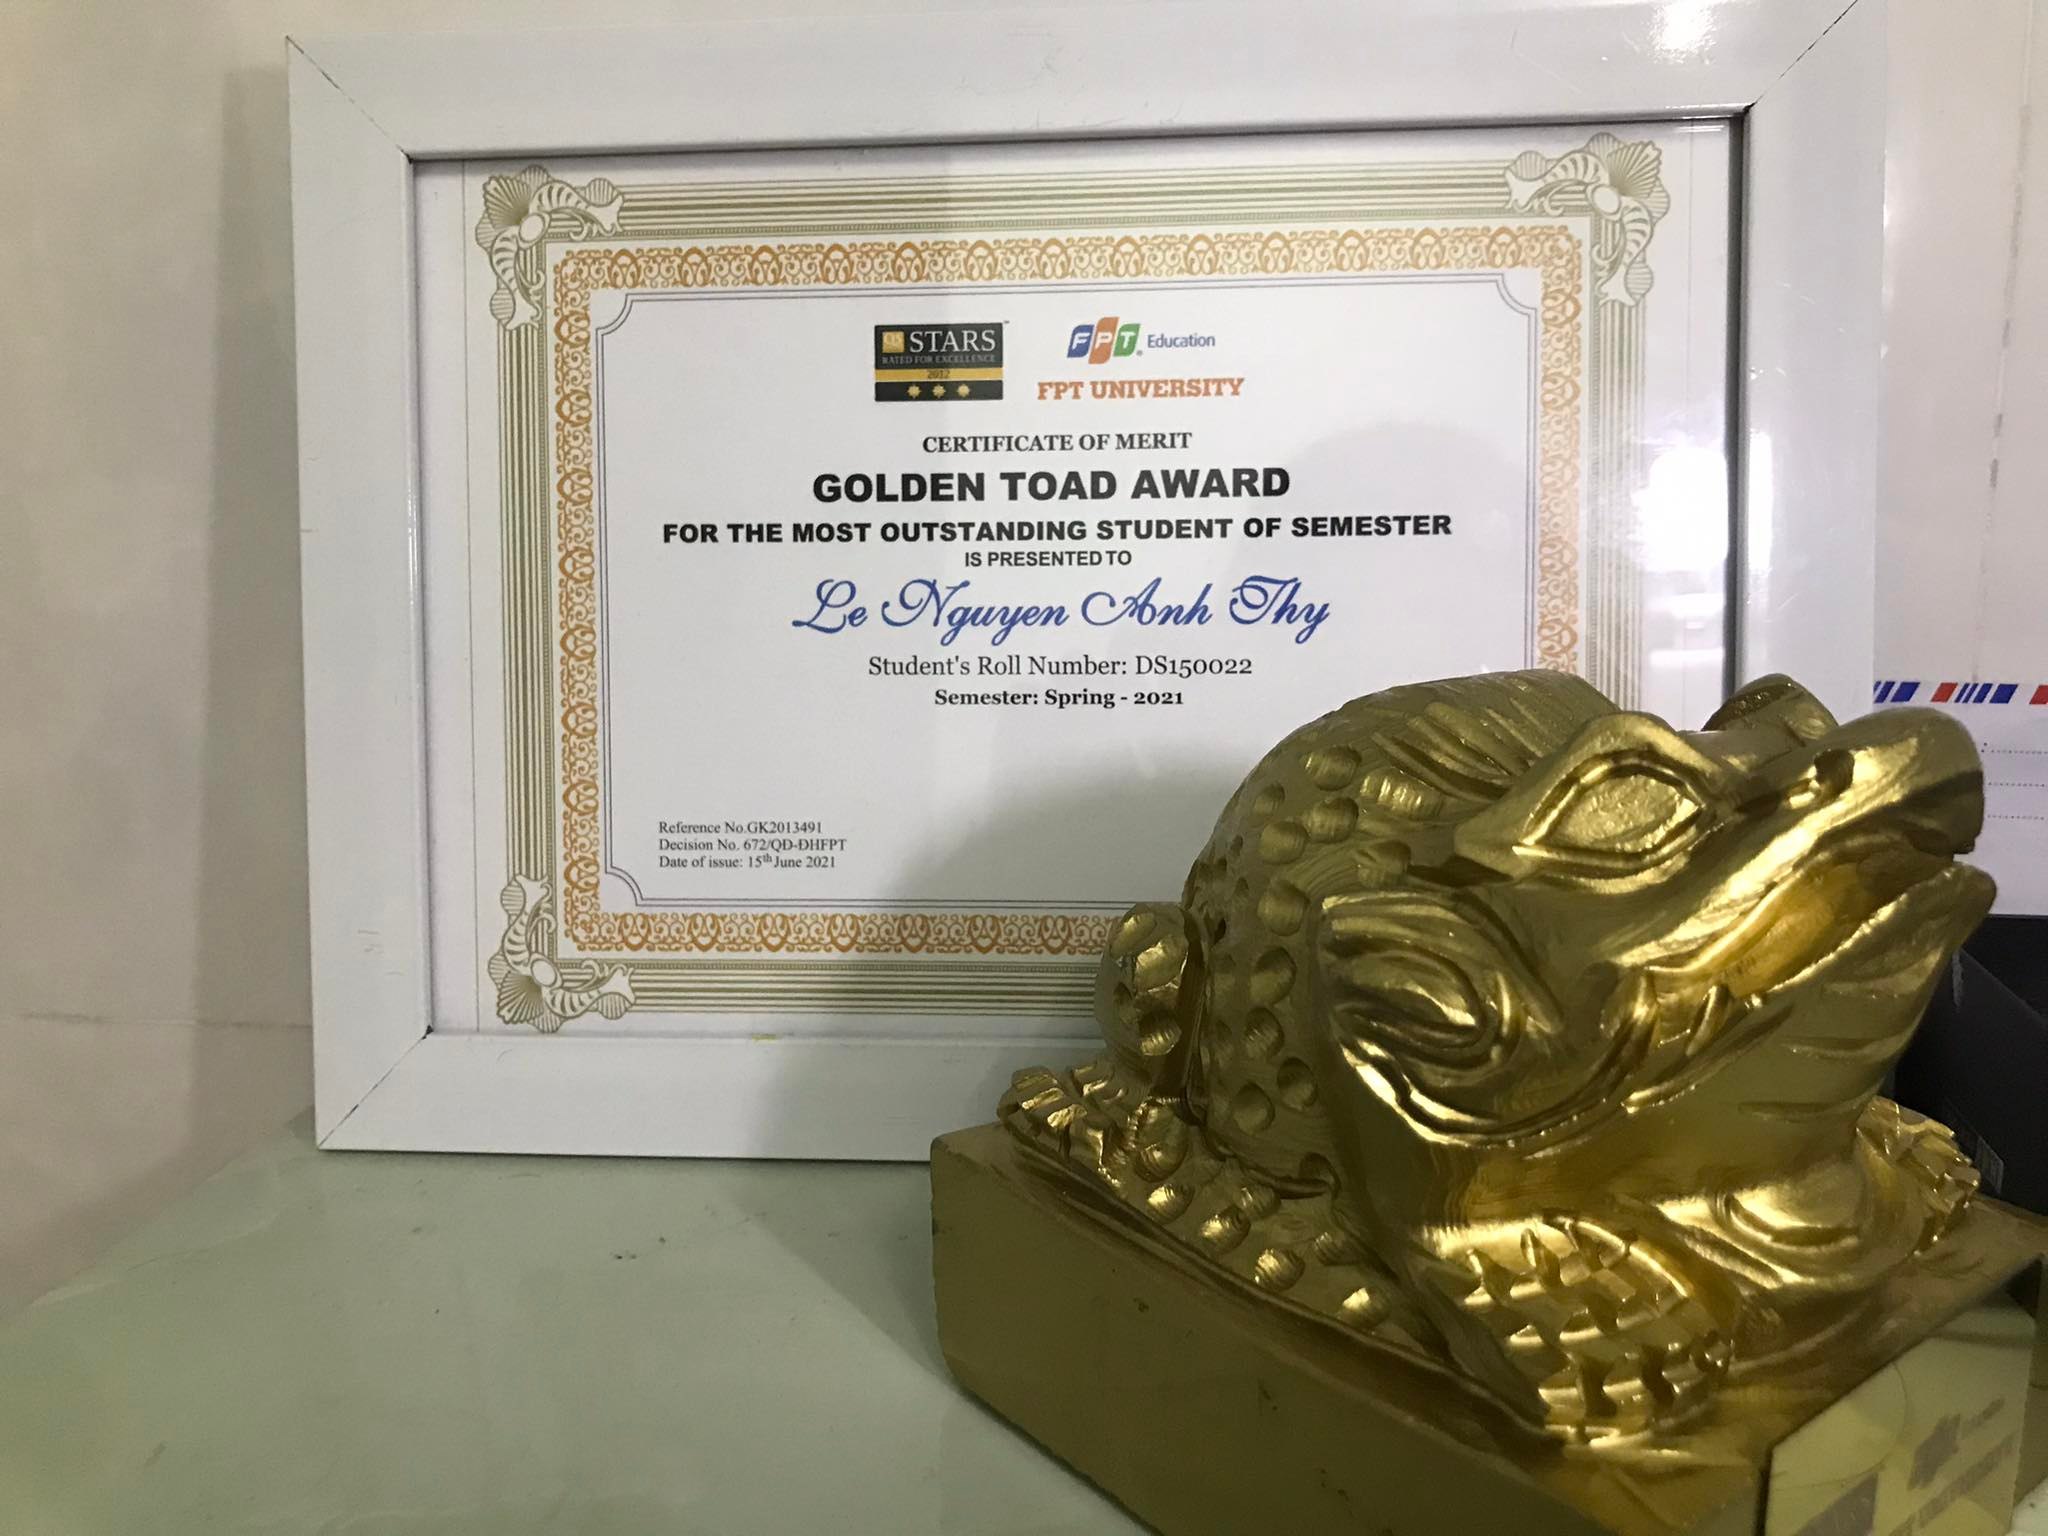 QS STARS
RATED FOR EXCELLENCE
2012
FPT Education
FPT UNIVERSITY
CERTIFICATE OF MERIT
GOLDEN TOAD AWARD
FOR THE MOST OUTSTANDING STUDENT OF SEMESTER
IS PRESENTED TO
Le Nguyen Anh Thy
Student's Roll Number: DS150022
Semester: Spring - 2021
Reference No.GK2013491
Decision No. 672/QD-ĐHFPT
Date of issue: 15th June 2021